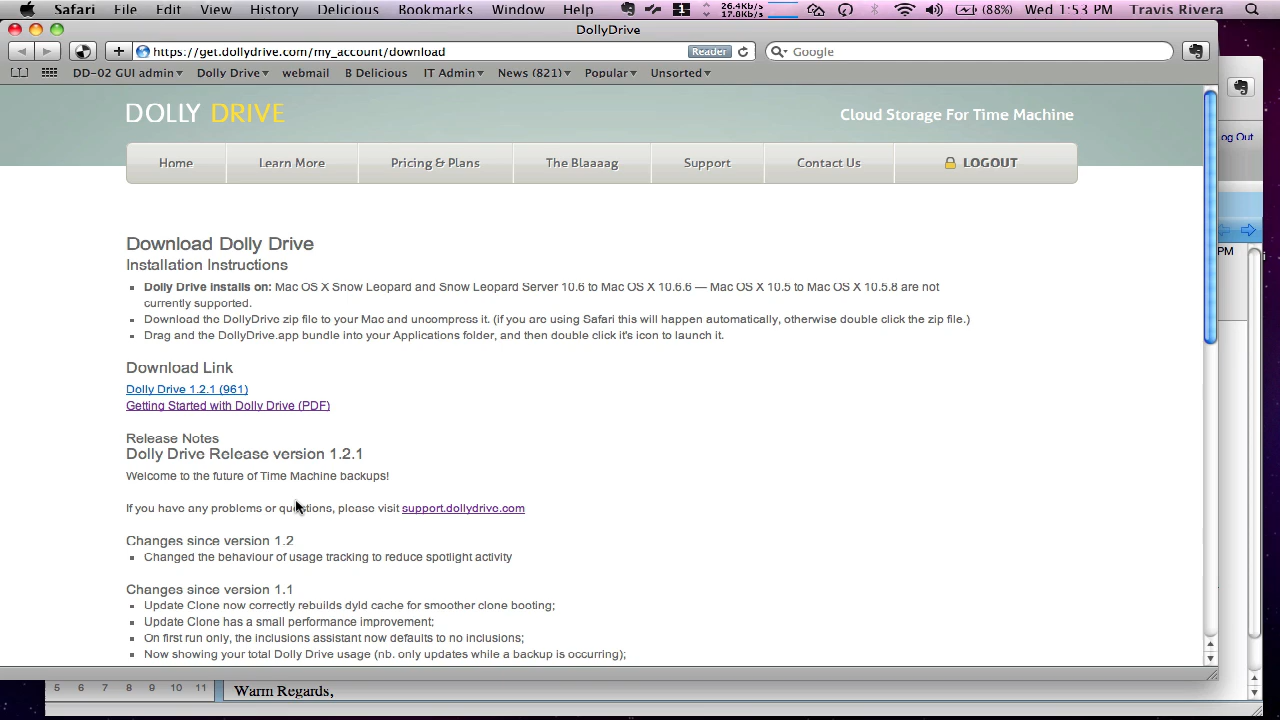 Safari File Edit View History Delicious Bookmarks Window Help 1 26.4Kb/s 17.8Kb/s (88%) Wed 1:53 PM Travis Rivera
DollyDrive
https://get.dollydrive.com/my_account/download Reader Google
DD-02 GUI admin Dolly Drive webmail B Delicious IT Admin News (821) Popular Unsorted
DOLLY DRIVE
Cloud Storage For Time Machine
og Out
Home Learn More Pricing & Plans The Blaaaag Support Contact Us LOGOUT
PM
Download Dolly Drive
Installation Instructions
Dolly Drive installs on: Mac OS X Snow Leopard and Snow Leopard Server 10.6 to Mac OS X 10.6.6 — Mac OS X 10.5 to Mac OS X 10.5.8 are not
currently supported.
Download the DollyDrive zip file to your Mac and uncompress it. (if you are using Safari this will happen automatically, otherwise double click the zip file.)
Drag and the DollyDrive.app bundle into your Applications folder, and then double click it's icon to launch it.
Download Link
Dolly Drive 1.2.1 (961)
Getting Started with Dolly Drive (PDF)
Release Notes
Dolly Drive Release version 1.2.1
Welcome to the future of Time Machine backups!
If you have any problems or questions, please visit support.dollydrive.com
Changes since version 1.2
Changed the behaviour of usage tracking to reduce spotlight activity
Changes since version 1.1
Update Clone now correctly rebuilds dyld cache for smoother clone booting;
Update Clone has a small performance improvement;
On first run only, the inclusions assistant now defaults to no inclusions;
Now showing your total Dolly Drive usage (nb. only updates while a backup is occurring);
5 6 7 8 9 10 11 Warm Regards,